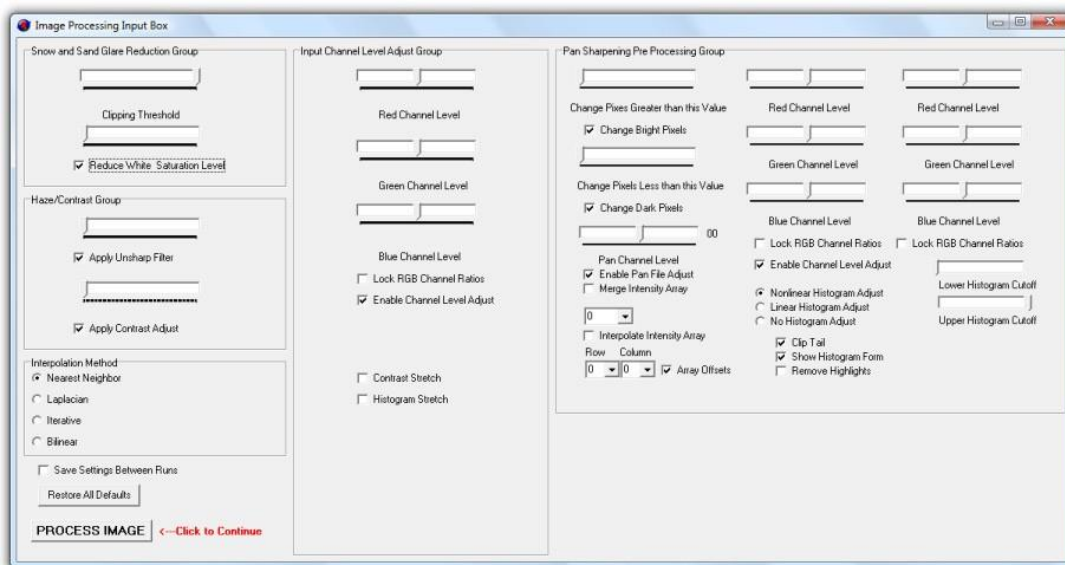 Image Processing Input Box
Snow and Sand Glare Reduction Group
Clipping Threshold
Reduce White Saturation Level
Haze/Contrast Group
Apply Unsharp Filter
Apply Contrast Adjust
Interpolation Method
Nearest Neighbor
Laplacian
Iterative
Bilinear
Save Settings Between Runs
Restore All Defaults
PROCESS IMAGE <---Click to Continue
Input Channel Level Adjust Group
Red Channel Level
Green Channel Level
Blue Channel Level
Lock RGB Channel Ratios
Enable Channel Level Adjust
Contrast Stretch
Histogram Stretch
Pan Sharpening Pre Processing Group
Change Pixes Greater than this Value
Change Bright Pixels
Change Pixels Less than this Value
Change Dark Pixels
00
Pan Channel Level
Enable Pan File Adjust
Merge Intensity Array
0
Interpolate Intensity Array
Row Column
0 0 Array Offsets
Red Channel Level
Green Channel Level
Blue Channel Level
Lock RGB Channel Ratios
Enable Channel Level Adjust
Nonlinear Histogram Adjust
Linear Histogram Adjust
No Histogram Adjust
Clip Tail
Show Histogram Form
Remove Highlights
Red Channel Level
Green Channel Level
Blue Channel Level
Lock RGB Channel Ratios
Lower Histogram Cutoff
Upper Histogram Cutoff